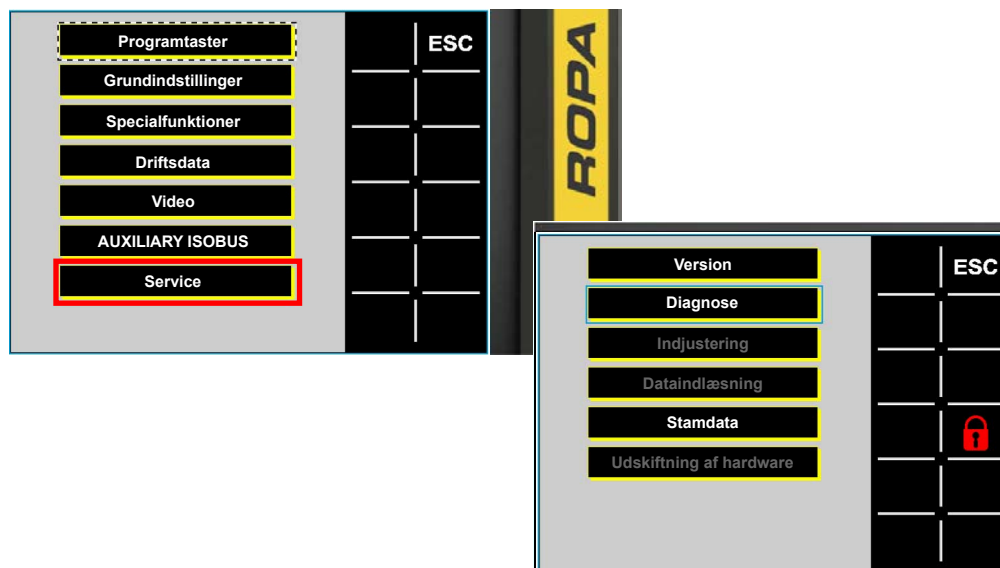 Programtaster
ESC
Grundindstillinger
Specialfunktioner
Driftsdata
Video
AUXILIARY ISOBUS
Service
ROPA
Version
ESC
Diagnose
Indjustering
Dataindlæsning
Stamdata
Udskiftning af hardware